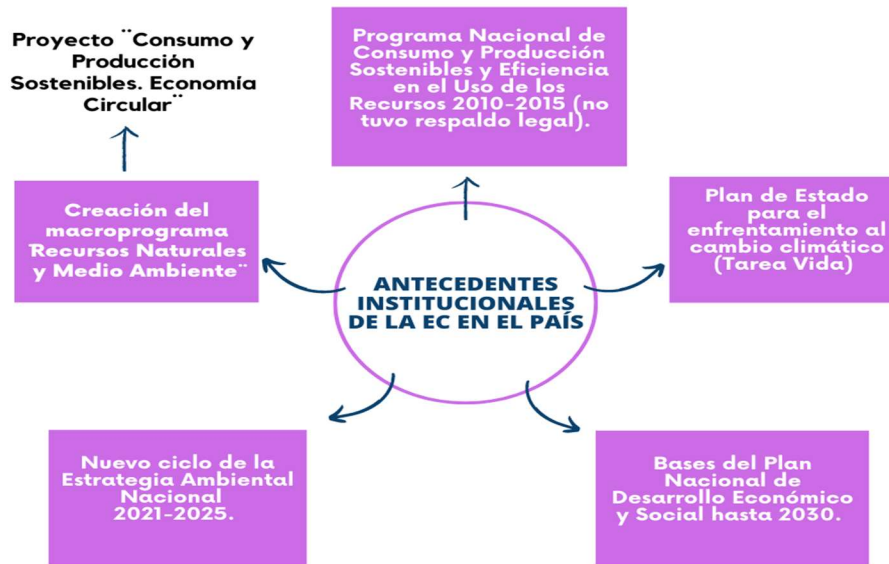 Proyecto ¨Consumo y
Producción
Sostenibles. Economía
Circular¨
Programa Nacional de
Consumo y Producción
Sostenibles y Eficiencia
en el Uso de los
Recursos 2010-2015 (no
tuvo respaldo legal).
Creación del
macroprograma
¨Recursos Naturales
y Medio Ambiente¨
Plan de Estado
para el
enfrentamiento al
cambio climático
(Tarea Vida)
ANTECEDENTES
INSTITUCIONALES
DE LA EC EN EL PAÍS
Nuevo ciclo de la
Estrategia Ambiental
Nacional
2021-2025.
Bases del Plan
Nacional de
Desarrollo Económico
y Social hasta 2030.